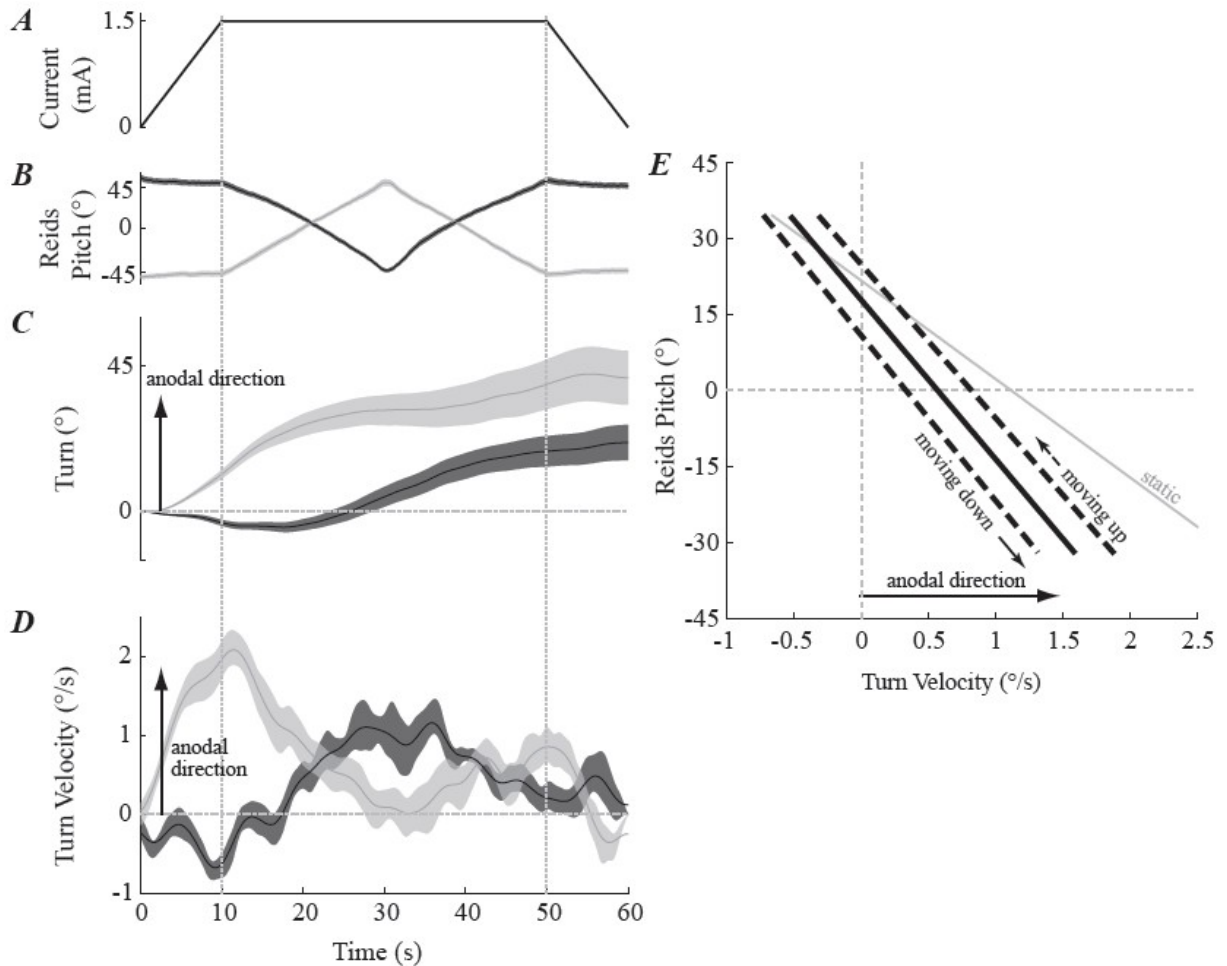 A
1.5
Current
(mA)
0
B
45
Reids
Pitch (°)
0
-45
C
45
anodal direction
Turn (°)
0
D
2
Turn Velocity (°/s)
1
anodal
direction
0
-1
0
10
20
30
40
50
60
Time (s)
E
45
30
15
Reids Pitch (°)
0
-15
-30
-45
moving down
moving up
static
anodal direction
-1
-0.5
0
0.5
1
1.5
2
2.5
Turn Velocity (°/s)